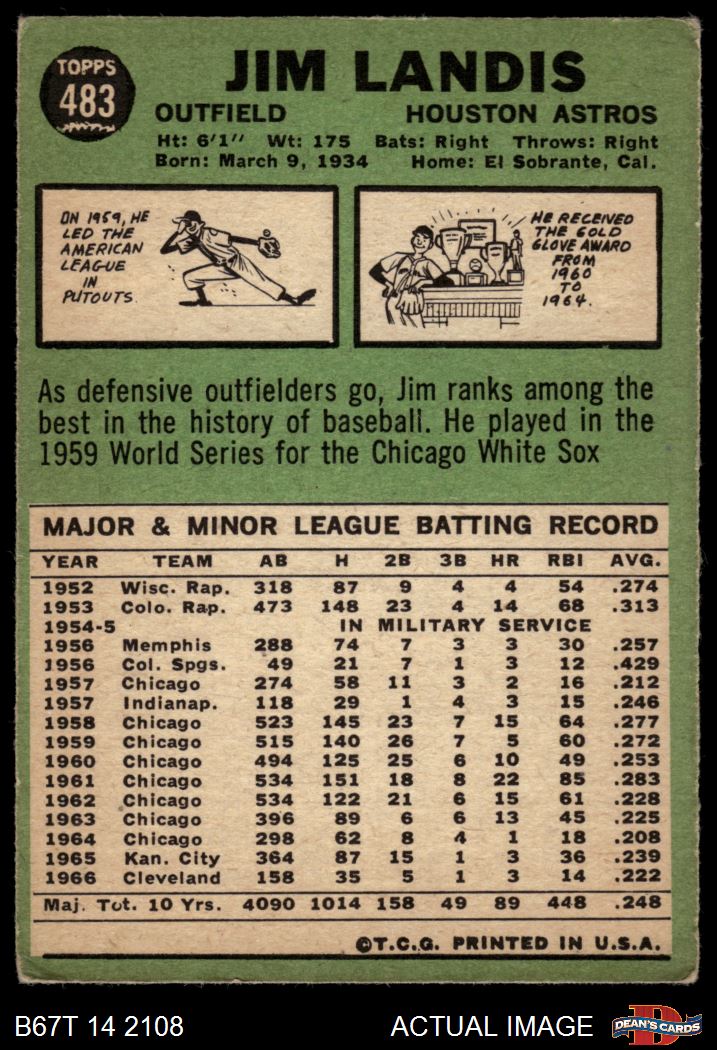 TOPPS
483
JIM LANDIS
OUTFIELD HOUSTON ASTROS
Ht: 6'1" Wt: 175 Bats: Right Throws: Right
Born: March 9, 1934 Home: El Sobrante, Cal.
ON 1959, HE
LED THE
AMERICAN
LEAGUE
IN
PUTOUTS.
HE RECEIVED
THE GOLD
GLOVE AWARD
FROM
1960
TO
1964.
As defensive outfielders go, Jim ranks among the
best in the history of baseball. He played in the
1959 World Series for the Chicago White Sox
MAJOR & MINOR LEAGUE BATTING RECORD
YEAR TEAM AB H 2B 3B HR RBI AVG.
1952 Wisc. Rap. 318 87 9 4 4 54 .274
1953 Colo. Rap. 473 148 23 4 14 68 .313
1954-5 IN MILITARY SERVICE
1956 Memphis 288 74 7 3 3 30 .257
1956 Col. Spgs. 49 21 7 1 3 12 .429
1957 Chicago 274 58 11 3 2 16 .212
1957 Indianap. 118 29 1 4 3 15 .246
1958 Chicago 523 145 23 7 15 64 .277
1959 Chicago 515 140 26 7 5 60 .272
1960 Chicago 494 125 25 6 10 49 .253
1961 Chicago 534 151 18 8 22 85 .283
1962 Chicago 534 122 21 6 15 61 .228
1963 Chicago 396 89 6 6 13 45 .225
1964 Chicago 298 62 8 4 1 18 .208
1965 Kan. City 364 87 15 1 3 36 .239
1966 Cleveland 158 35 5 1 3 14 .222
Maj. Tot. 10 Yrs. 4090 1014 158 49 89 448 .248
©T.C.G. PRINTED IN U.S.A.
B67T 14 2108 ACTUAL IMAGE D DEAN'S CARDS